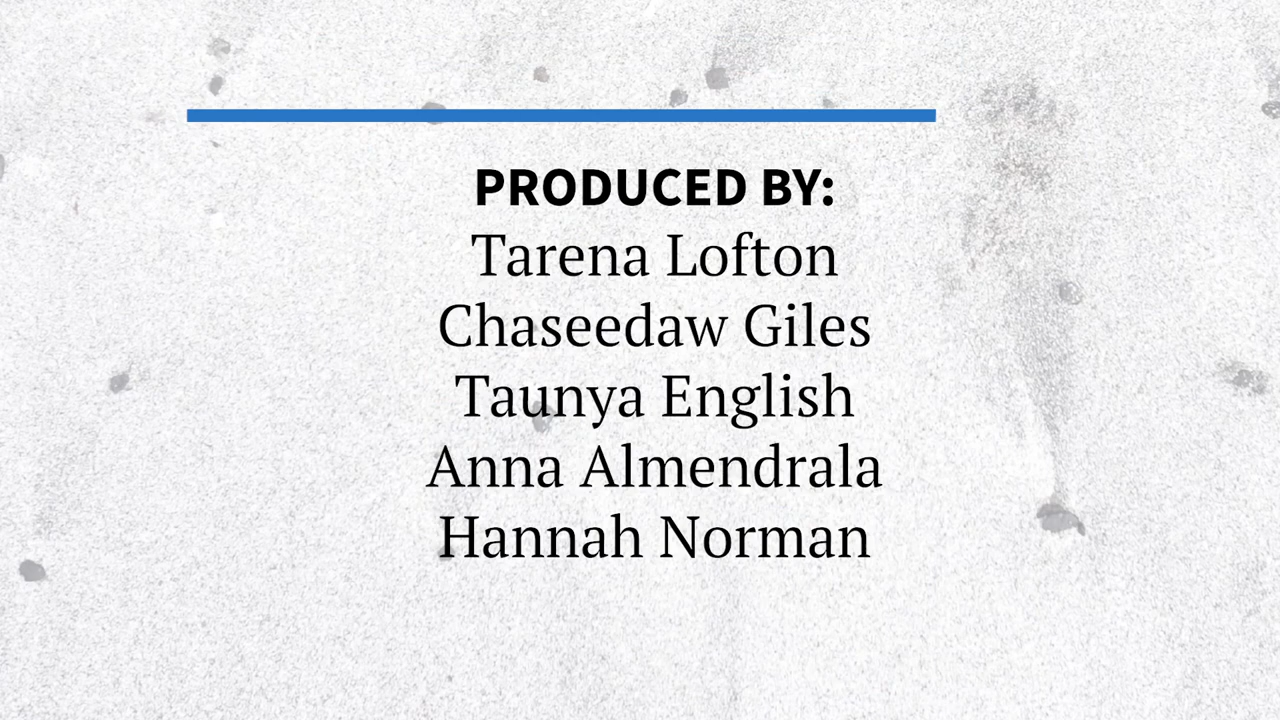 PRODUCED BY:
Tarena Lofton
Chaseedaw Giles
Taunya English
Anna Almendrala
Hannah Norman